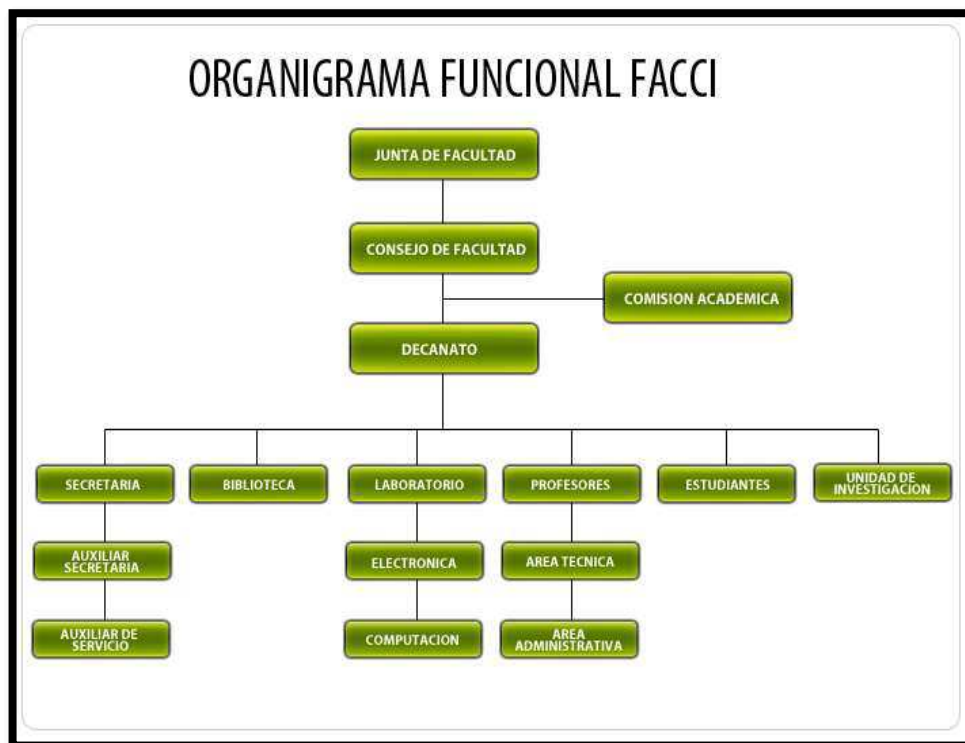 ORGANIGRAMA FUNCIONAL FACCI
JUNTA DE FACULTAD
CONSEJO DE FACULTAD
COMISION ACADEMICA
DECANATO
SECRETARIA
BIBLIOTECA
LABORATORIO
PROFESORES
ESTUDIANTES
UNIDAD DE
INVESTIGACION
AUXILIAR
SECRETARIA
ELECTRONICA
AREA TECNICA
AUXILIAR DE
SERVICIO
COMPUTACION
AREA
ADMINISTRATIVA